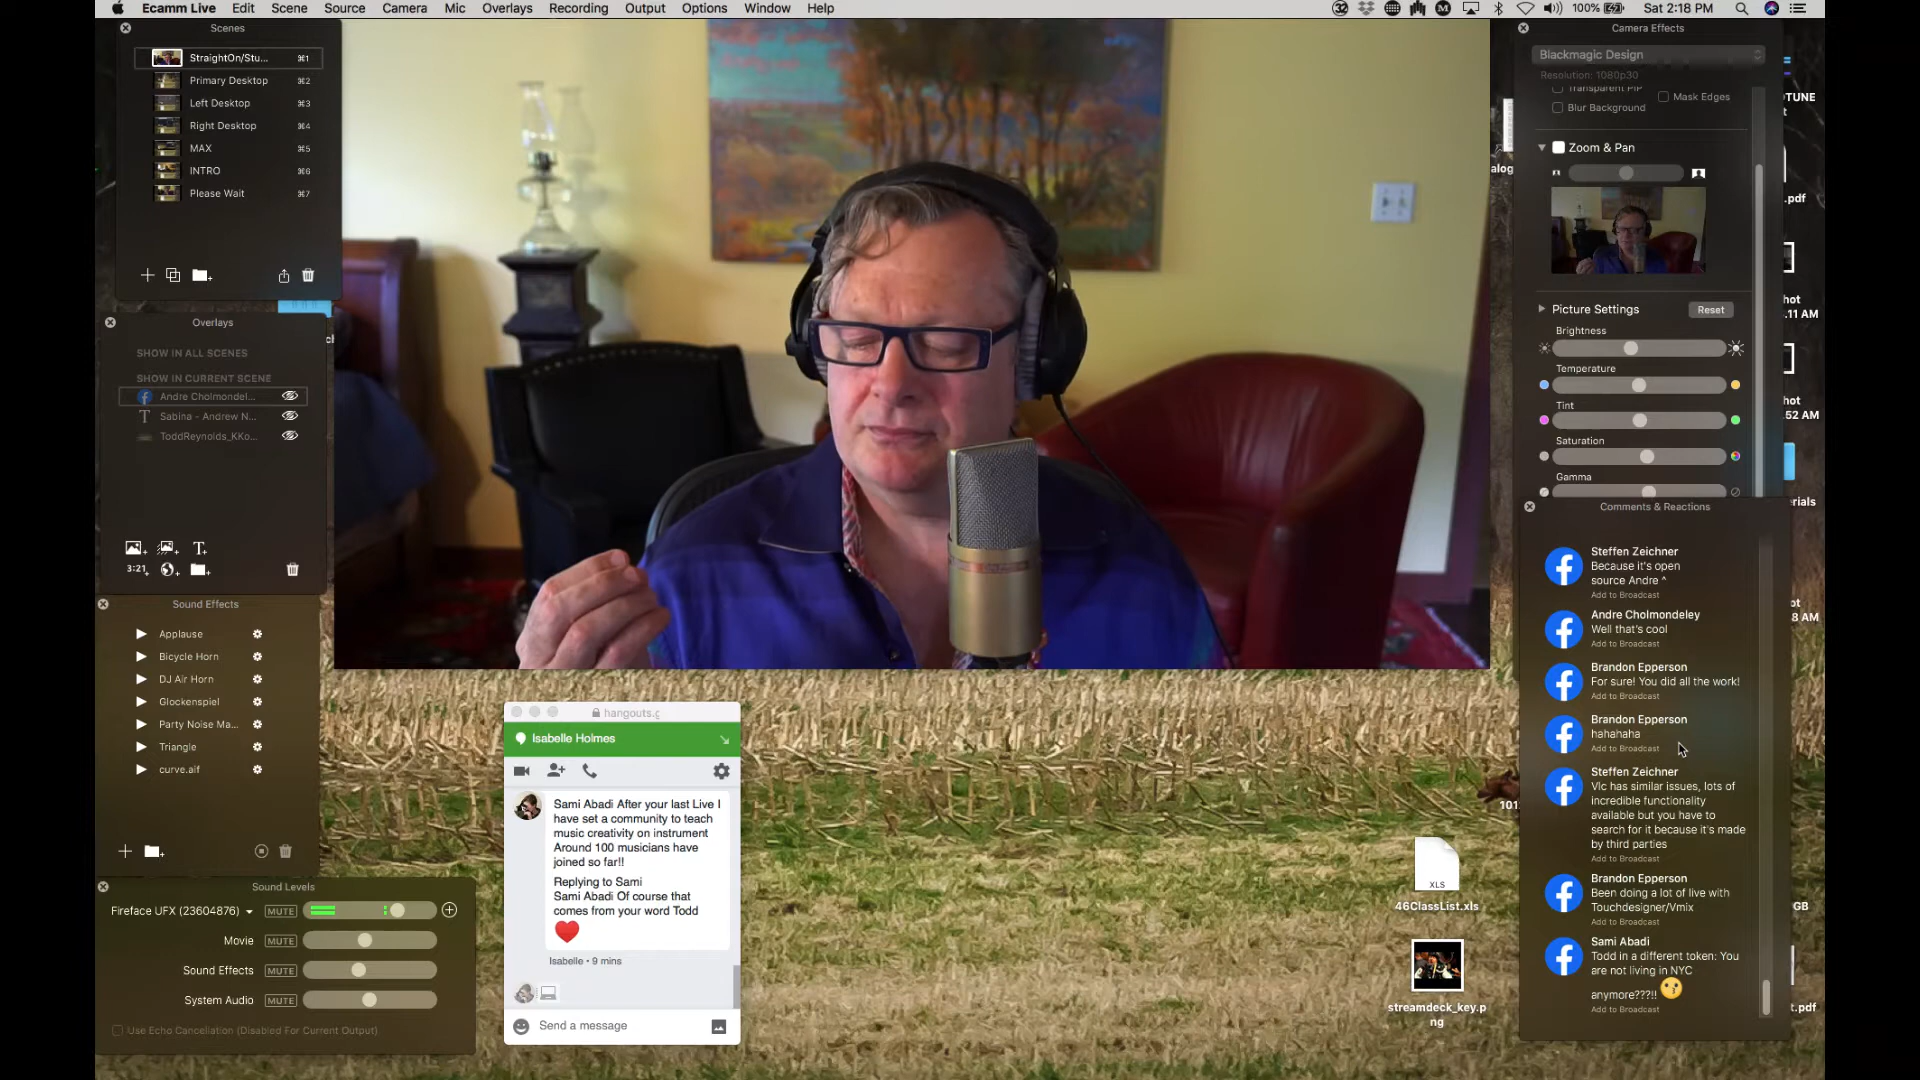 Ecamm Live Edit Scene Source Camera Mic Overlays Recording Output Options Window Help
100% Sat 2:18 PM
Scenes
StraightOn/Stu... ⌘1
Primary Desktop ⌘2
Left Desktop ⌘3
Right Desktop ⌘4
MAX ⌘5
INTRO ⌘6
Please Wait ⌘7
Overlays
SHOW IN ALL SCENES
SHOW IN CURRENT SCENE
Andre Cholmondel...
Sabina - Andrew N...
ToddReynolds_KKo...
3:21
Sound Effects
Applause
Bicycle Horn
DJ Air Horn
Glockenspiel
Party Noise Ma...
Triangle
curve.aif
Sound Levels
Fireface UFX (23604876) MUTE
Movie MUTE
Sound Effects MUTE
System Audio MUTE
Use Echo Cancellation (Disabled For Current Output)
hangouts.g
Isabelle Holmes
Sami Abadi After your last Live I
have set a community to teach
music creativity on instrument
Around 100 musicians have
joined so far!!
Replying to Sami
Sami Abadi Of course that
comes from your word Todd
Isabelle • 9 mins
Send a message
XLS
46ClassList.xls
streamdeck_key.p
ng
Camera Effects
Blackmagic Design
Resolution: 1080p30
Transparent PIP
Mask Edges
Blur Background
Zoom & Pan
Picture Settings Reset
Brightness
Temperature
Tint
Saturation
Gamma
Comments & Reactions
Steffen Zeichner
Because it's open
source Andre ^
Add to Broadcast
Andre Cholmondeley
Well that's cool
Add to Broadcast
Brandon Epperson
For sure! You did all the work!
Add to Broadcast
Brandon Epperson
hahahaha
Add to Broadcast
Steffen Zeichner
Vlc has similar issues, lots of
incredible functionality
available but you have to
search for it because it's made
by third parties
Add to Broadcast
Brandon Epperson
Been doing a lot of live with
Touchdesigner/Vmix
Add to Broadcast
Sami Abadi
Todd in a different token: You
are not living in NYC
anymore???!! 😗
Add to Broadcast